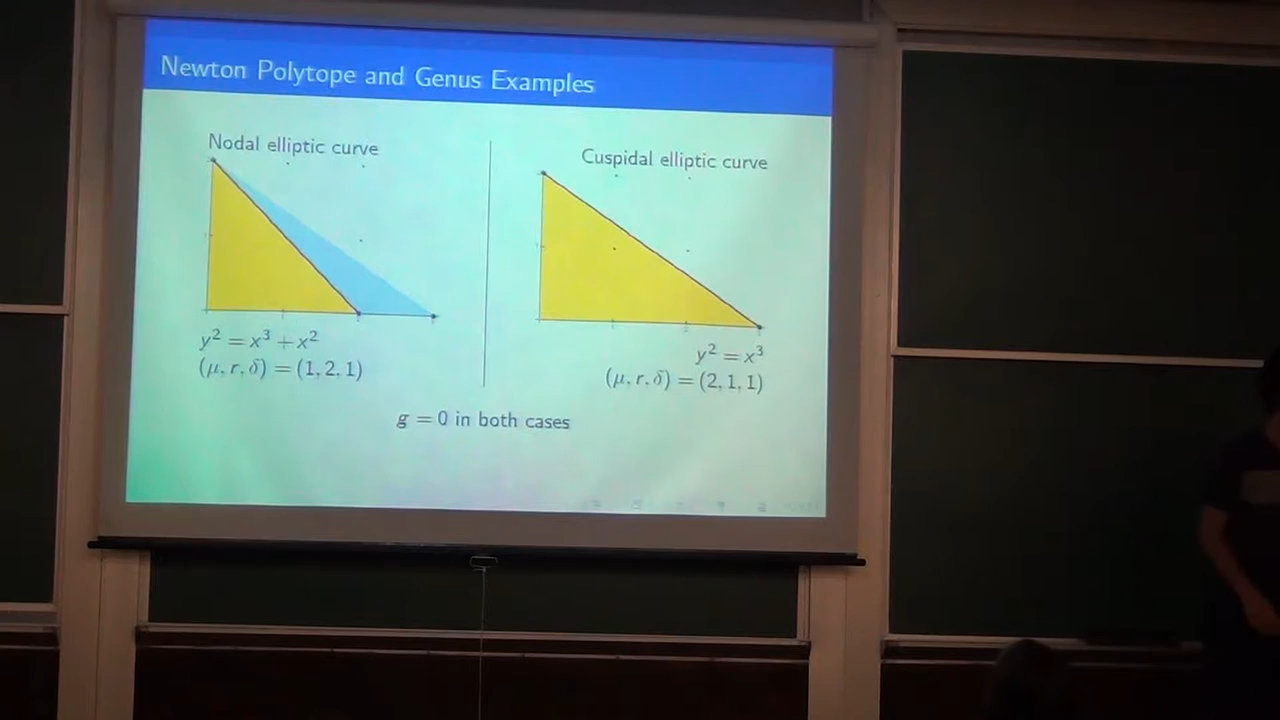 Newton Polytope and Genus Examples
Nodal elliptic curve
y² = x³ + x²
(μ, r, δ) = (1, 2, 1)
Cuspidal elliptic curve
y² = x³
(μ, r, δ) = (2, 1, 1)
g = 0 in both cases